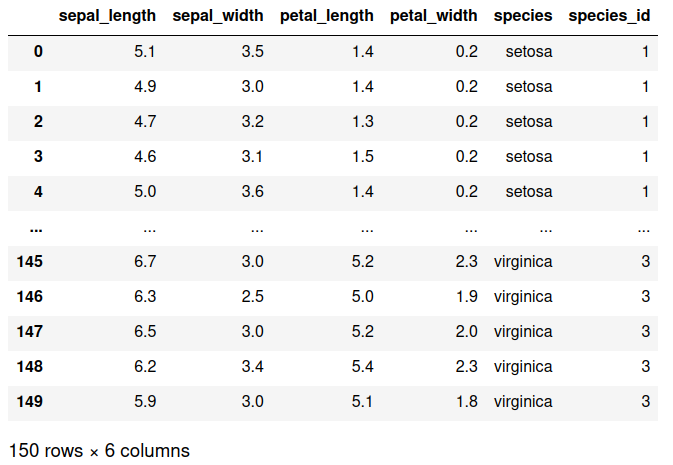 sepal_length sepal_width petal_length petal_width species species_id
0 5.1 3.5 1.4 0.2 setosa 1
1 4.9 3.0 1.4 0.2 setosa 1
2 4.7 3.2 1.3 0.2 setosa 1
3 4.6 3.1 1.5 0.2 setosa 1
4 5.0 3.6 1.4 0.2 setosa 1
... ... ... ... ... ... ...
145 6.7 3.0 5.2 2.3 virginica 3
146 6.3 2.5 5.0 1.9 virginica 3
147 6.5 3.0 5.2 2.0 virginica 3
148 6.2 3.4 5.4 2.3 virginica 3
149 5.9 3.0 5.1 1.8 virginica 3
150 rows × 6 columns